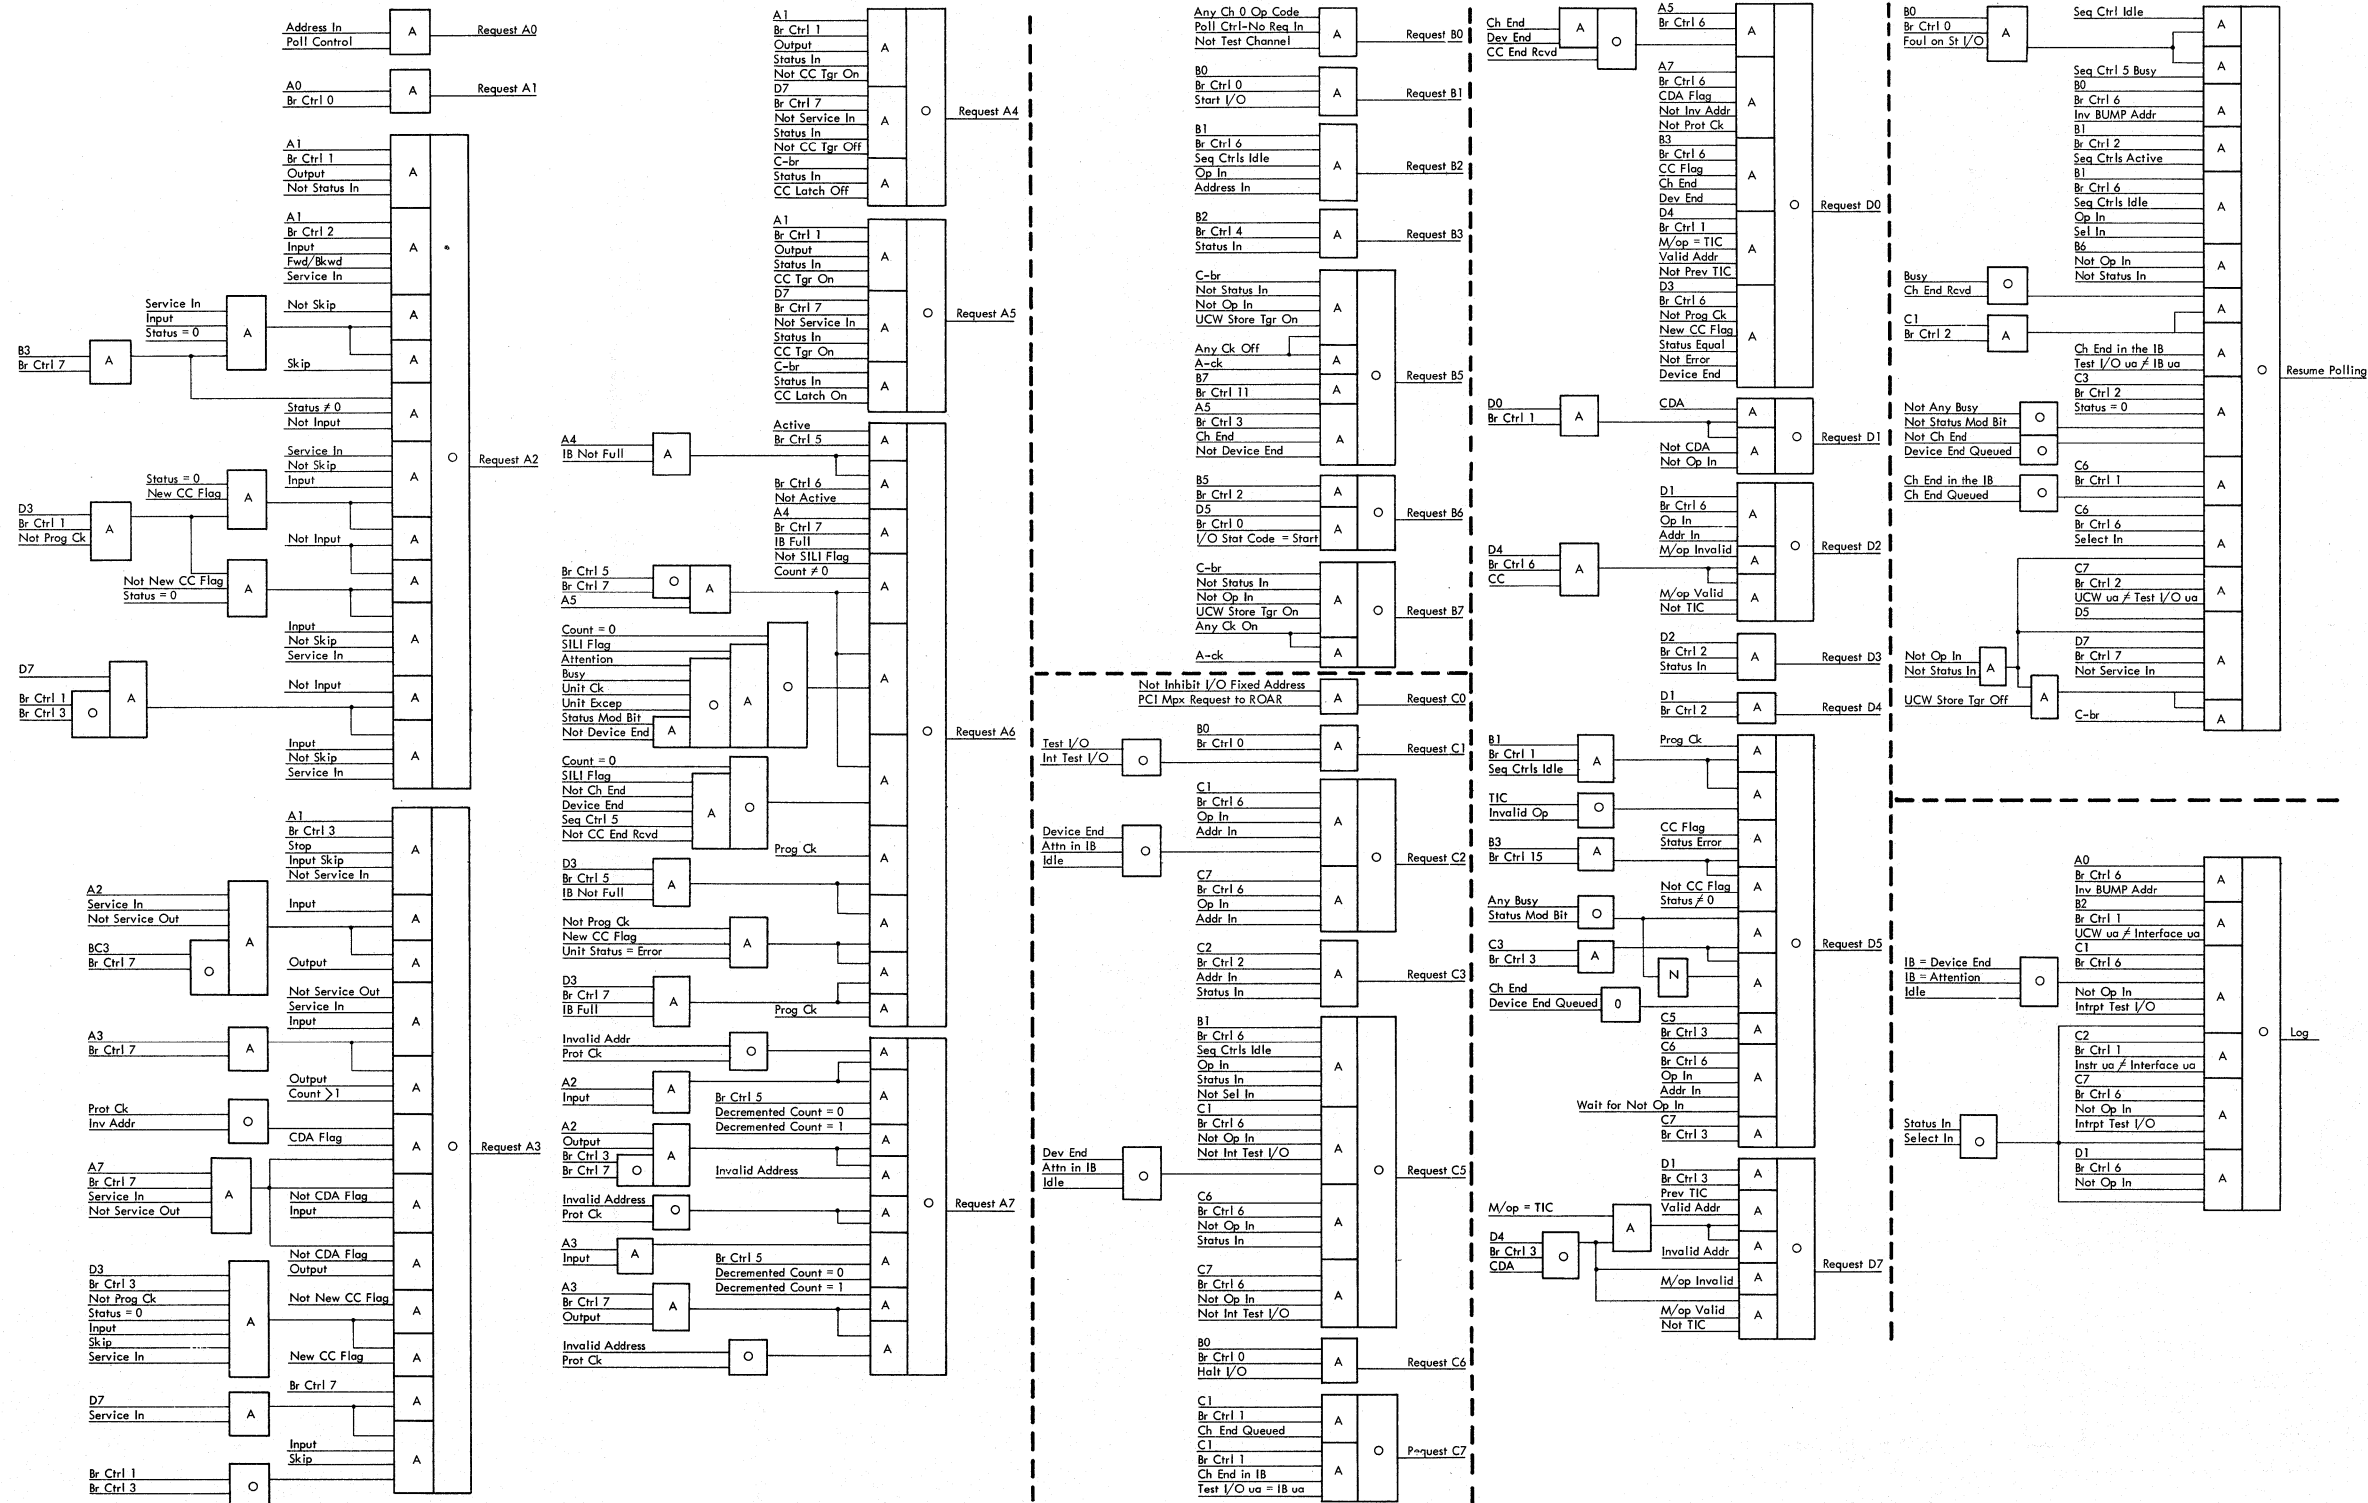 Address In
Poll Control
A
Request A0
A0
Br Ctrl 0
A
Request A1
A1
Br Ctrl 1
Output
Not Status In
A
A1
Br Ctrl 2
Input
Fwd/Bkwd
Service In
A
Service In
Input
Status = 0
A
Not Skip
A
B3
Br Ctrl 7
A
Skip
A
Status ≠ 0
Not Input
A
Service In
Not Skip
Input
A
O
Request A2
Status = 0
New CC Flag
A
D3
Br Ctrl 1
Not Prog Ck
A
Not Input
A
Not New CC Flag
Status = 0
A
A
Input
Not Skip
Service In
A
D7
Br Ctrl 1
Br Ctrl 3
O
A
Not Input
A
Input
Not Skip
Service In
A
A1
Br Ctrl 3
Stop
Input Skip
Not Service In
A
A2
Service In
Not Service Out
BC3
Br Ctrl 7
O
A
Input
A
Output
A
Not Service Out
Service In
Input
A
A3
Br Ctrl 7
A
Output
Count >1
A
Prot Ck
Inv Addr
O
CDA Flag
A
O
Request A3
A7
Br Ctrl 7
Service In
Not Service Out
A
Not CDA Flag
Input
A
Not CDA Flag
Output
A
D3
Br Ctrl 3
Not Prog Ck
Status = 0
Input
Skip
Service In
A
Not New CC Flag
A
New CC Flag
A
Br Ctrl 7
A
D7
Service In
A
Input
Skip
A
Br Ctrl 1
Br Ctrl 3
O
A1
Br Ctrl 1
Output
Status In
Not CC Tgr On
A
D7
Br Ctrl 7
Not Service In
Status In
Not CC Tgr Off
A
C-br
Status In
CC Latch Off
A
O
Request A4
A1
Br Ctrl 1
Output
Status In
CC Tgr On
A
D7
Br Ctrl 7
Not Service In
Status In
CC Tgr On
A
C-br
Status In
CC Latch On
A
O
Request A5
A4
IB Not Full
A
Active
Br Ctrl 5
A
Br Ctrl 6
Not Active
A
A4
Br Ctrl 7
IB Full
Not SILI Flag
Count ≠ 0
A
A
Br Ctrl 5
Br Ctrl 7
A5
O
A
Count = 0
SILI Flag
Attention
Busy
Unit Ck
Unit Excep
Status Mod Bit
Not Device End
A
O
A
O
A
Count = 0
SILI Flag
Not Ch End
Device End
Seq Ctrl 5
Not CC End Rcvd
A
O
A
O
Request A6
Prog Ck
A
D3
Br Ctrl 5
IB Not Full
A
A
Not Prog Ck
New CC Flag
Unit Status = Error
A
A
D3
Br Ctrl 7
IB Full
A
Prog Ck
A
Invalid Addr
Prot Ck
O
A
A2
Input
A
Br Ctrl 5
Decremented Count = 0
Decremented Count = 1
A
A2
Output
Br Ctrl 3
Br Ctrl 7
O
A
A
Invalid Address
A
Invalid Address
Prot Ck
O
A
O
Request A7
A3
Input
A
Br Ctrl 5
Decremented Count = 0
Decremented Count = 1
A
A3
Br Ctrl 7
Output
A
A
Invalid Address
Prot Ck
O
A
Any Ch 0 Op Code
Poll Ctrl-No Req In
Not Test Channel
A
Request B0
B0
Br Ctrl 0
Start I/O
A
Request B1
B1
Br Ctrl 6
Seq Ctrls Idle
Op In
Address In
A
Request B2
B2
Br Ctrl 4
Status In
A
Request B3
C-br
Not Status In
Not Op In
UCW Store Tgr On
A
Any Ck Off
A-ck
A
B7
Br Ctrl 11
A
A5
Br Ctrl 3
Ch End
Not Device End
A
O
Request B5
B5
Br Ctrl 2
A
D5
Br Ctrl 0
I/O Stat Code = Start
A
O
Request B6
C-br
Not Status In
Not Op In
UCW Store Tgr On
Any Ck On
A
A-ck
A
O
Request B7
Not Inhibit I/O Fixed Address
PCI Mpx Request to ROAR
A
Request C0
Test I/O
Int Test I/O
O
B0
Br Ctrl 0
A
Request C1
C1
Br Ctrl 6
Op In
Addr In
A
Device End
Attn in IB
Idle
O
C7
Br Ctrl 6
Op In
Addr In
A
O
Request C2
C2
Br Ctrl 2
Addr In
Status In
A
Request C3
B1
Br Ctrl 6
Seq Ctrls Idle
Op In
Status In
Not Sel In
A
C1
Br Ctrl 6
Not Op In
Not Int Test I/O
A
Dev End
Attn in IB
Idle
O
C6
Br Ctrl 6
Not Op In
Status In
A
C7
Br Ctrl 6
Not Op In
Not Int Test I/O
A
O
Request C5
B0
Br Ctrl 0
Halt I/O
A
Request C6
C1
Br Ctrl 1
Ch End Queued
A
C1
Br Ctrl 1
Ch End in IB
Test I/O ua = IB ua
A
O
Request C7
Ch End
Dev End
CC End Rcvd
A
O
A5
Br Ctrl 6
A
A7
Br Ctrl 6
CDA Flag
Not Inv Addr
Not Prot Ck
A
B3
Br Ctrl 6
CC Flag
Ch End
Dev End
A
D4
Br Ctrl 1
M/op = TIC
Valid Addr
Not Prev TIC
A
D3
Br Ctrl 6
Not Prog Ck
New CC Flag
Status Equal
Not Error
Device End
A
O
Request D0
D0
Br Ctrl 1
A
CDA
A
Not CDA
Not Op In
A
O
Request D1
D1
Br Ctrl 6
Op In
Addr In
A
M/op Invalid
A
D4
Br Ctrl 6
CC
A
M/op Valid
Not TIC
A
O
Request D2
D2
Br Ctrl 2
Status In
A
Request D3
D1
Br Ctrl 2
A
Request D4
B1
Br Ctrl 1
Seq Ctrls Idle
A
Prog Ck
A
TIC
Invalid Op
O
A
B3
Br Ctrl 15
A
CC Flag
Status Error
A
Not CC Flag
Status ≠ 0
A
Any Busy
Status Mod Bit
O
A
C3
Br Ctrl 3
A
N
A
Ch End
Device End Queued
0
C5
Br Ctrl 3
A
C6
Br Ctrl 6
Op In
Addr In
Wait for Not Op In
A
C7
Br Ctrl 3
A
O
Request D5
D1
Br Ctrl 3
Prev TIC
A
Valid Addr
A
M/op = TIC
A
D4
Br Ctrl 3
CDA
O
Invalid Addr
A
M/op Invalid
A
M/op Valid
Not TIC
A
O
Request D7
B0
Br Ctrl 0
Foul on St I/O
A
Seq Ctrl Idle
A
Seq Ctrl 5 Busy
A
B0
Br Ctrl 6
Inv BUMP Addr
A
B1
Br Ctrl 2
Seq Ctrls Active
A
B1
Br Ctrl 6
Seq Ctrls Idle
Op In
Sel In
A
B6
Not Op In
Not Status In
A
Busy
Ch End Rcvd
O
A
C1
Br Ctrl 2
A
Ch End in the IB
Test I/O ua ≠ IB ua
A
C3
Br Ctrl 2
Status = 0
A
Not Any Busy
Not Status Mod Bit
O
Not Ch End
Device End Queued
O
Ch End in the IB
Ch End Queued
O
C6
Br Ctrl 1
A
C6
Br Ctrl 6
Select In
A
C7
Br Ctrl 2
UCW ua ≠ Test I/O ua
A
D5
D7
Br Ctrl 7
Not Service In
A
Not Op In
Not Status In
A
UCW Store Tgr Off
A
C-br
A
O
Resume Polling
A0
Br Ctrl 6
Inv BUMP Addr
A
B2
Br Ctrl 1
UCW ua ≠ Interface ua
A
C1
Br Ctrl 6
IB = Device End
IB = Attention
Idle
O
Not Op In
Intrpt Test I/O
A
C2
Br Ctrl 1
Instr ua ≠ Interface ua
A
C7
Br Ctrl 6
Not Op In
Intrpt Test I/O
A
Status In
Select In
O
D1
Br Ctrl 6
Not Op In
A
O
Log